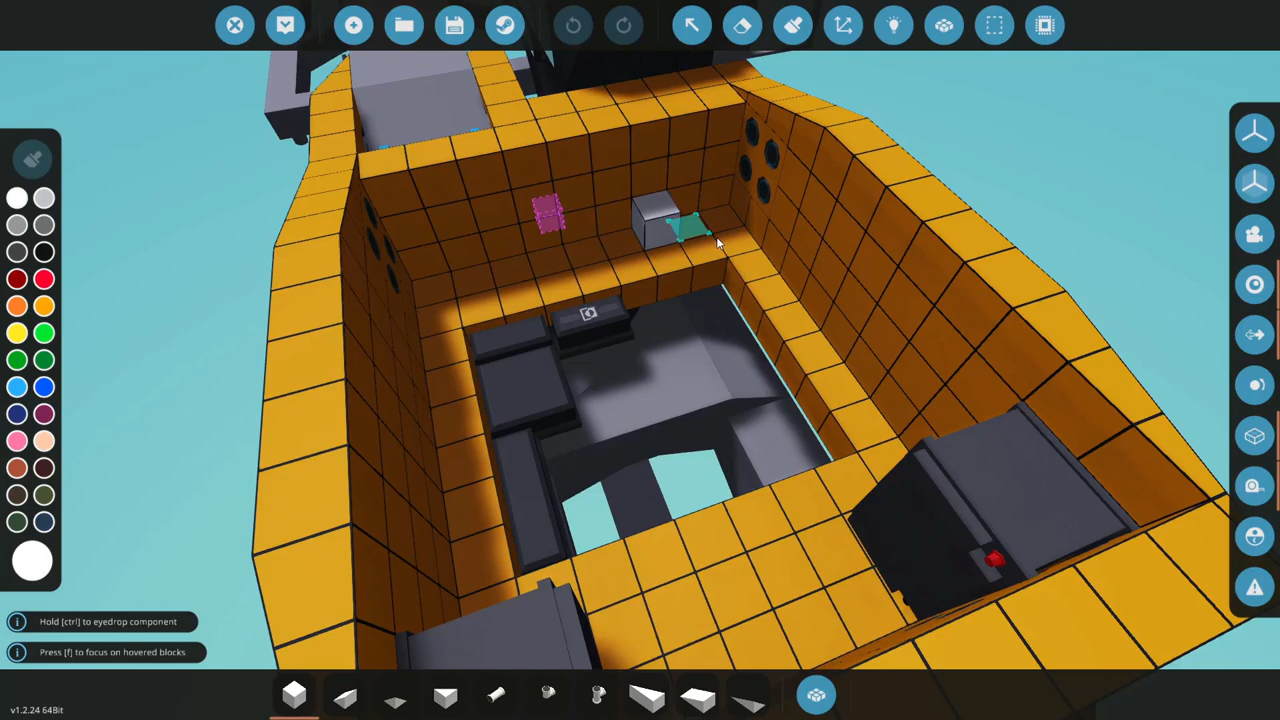 Hold [ctrl] to eyedrop component
Press [f] to focus on hovered blocks
v1.2.24 64Bit